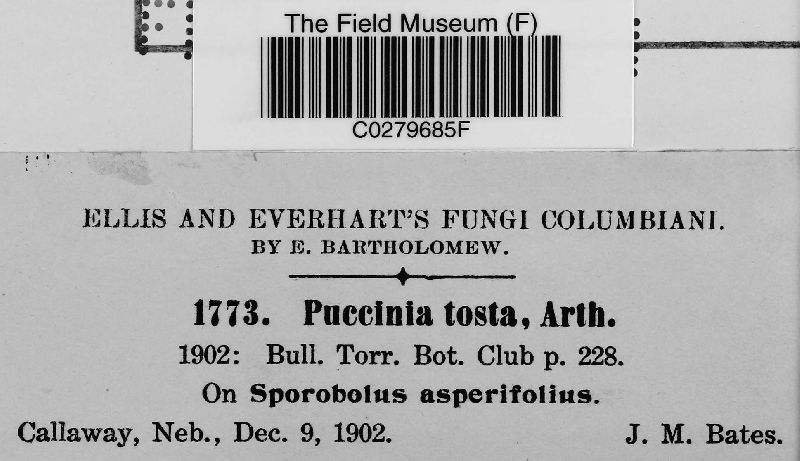 The Field Museum (F)
C0279685F
ELLIS AND EVERHART'S FUNGI COLUMBIANI.
BY E. BARTHOLOMEW.
1773. Puccinia tosta, Arth.
1902: Bull. Torr. Bot. Club p. 228.
On Sporobolus asperifolius.
Callaway, Neb., Dec. 9, 1902. J. M. Bates.